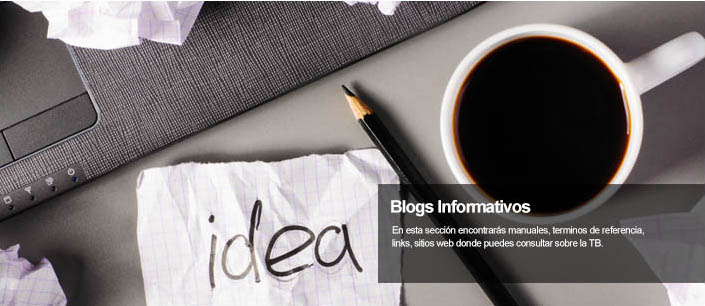 idea
Blogs Informativos
En esta sección encontrarás manuales, terminos de referencia,
links, sitios web donde puedes consultar sobre la TB.